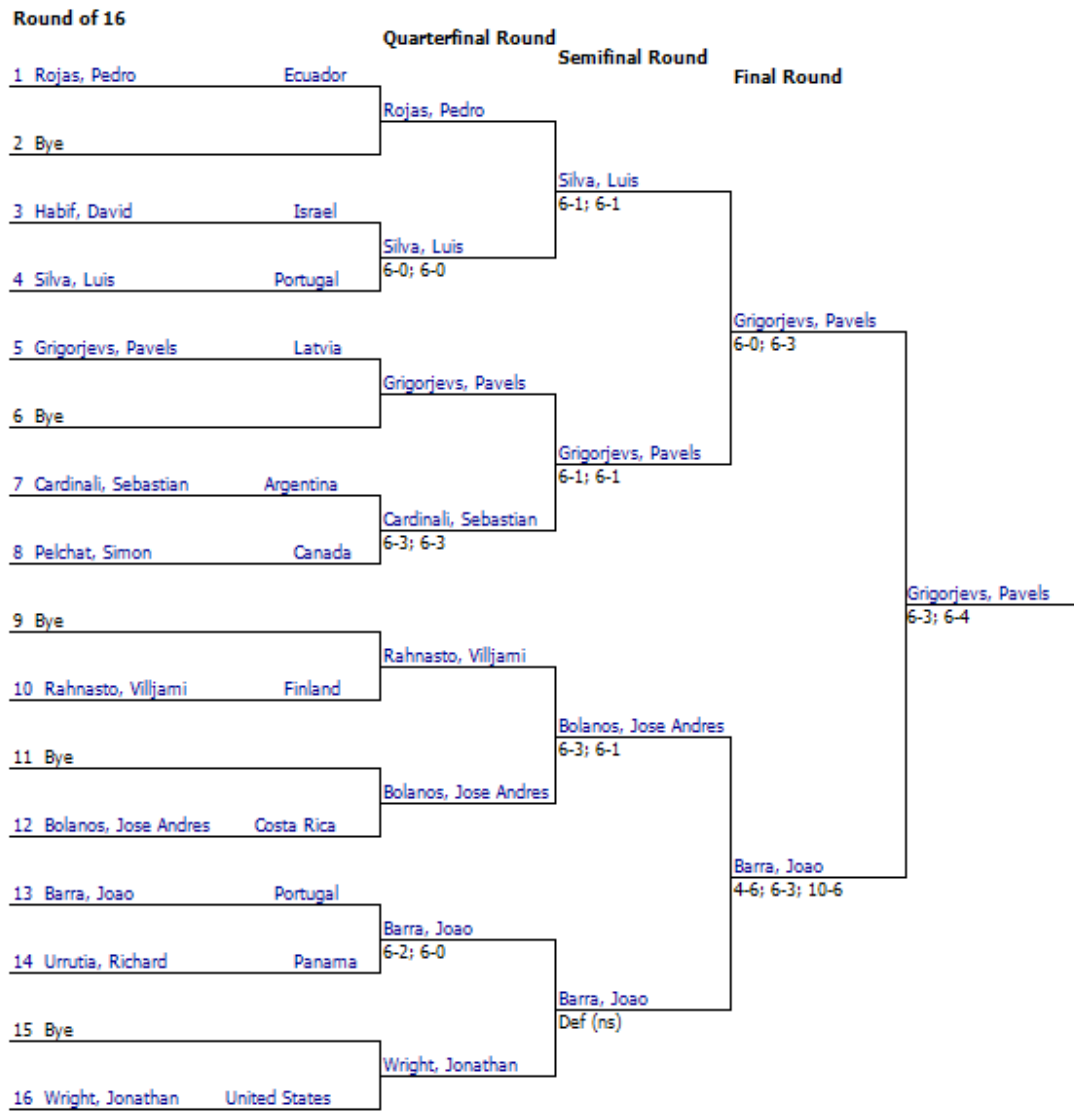 Round of 16
Quarterfinal Round
Semifinal Round
Final Round
1 Rojas, Pedro Ecuador
Rojas, Pedro
2 Bye
Silva, Luis
6-1; 6-1
3 Habif, David Israel
Silva, Luis
6-0; 6-0
4 Silva, Luis Portugal
Grigorjevs, Pavels
6-0; 6-3
5 Grigorjevs, Pavels Latvia
Grigorjevs, Pavels
6 Bye
Grigorjevs, Pavels
6-1; 6-1
7 Cardinali, Sebastian Argentina
Cardinali, Sebastian
6-3; 6-3
8 Pelchat, Simon Canada
Grigorjevs, Pavels
6-3; 6-4
9 Bye
Rahnasto, Villjami
10 Rahnasto, Villjami Finland
Bolanos, Jose Andres
6-3; 6-1
11 Bye
Bolanos, Jose Andres
12 Bolanos, Jose Andres Costa Rica
Barra, Joao
4-6; 6-3; 10-6
13 Barra, Joao Portugal
Barra, Joao
6-2; 6-0
14 Urrutia, Richard Panama
Barra, Joao
Def (ns)
15 Bye
Wright, Jonathan
16 Wright, Jonathan United States